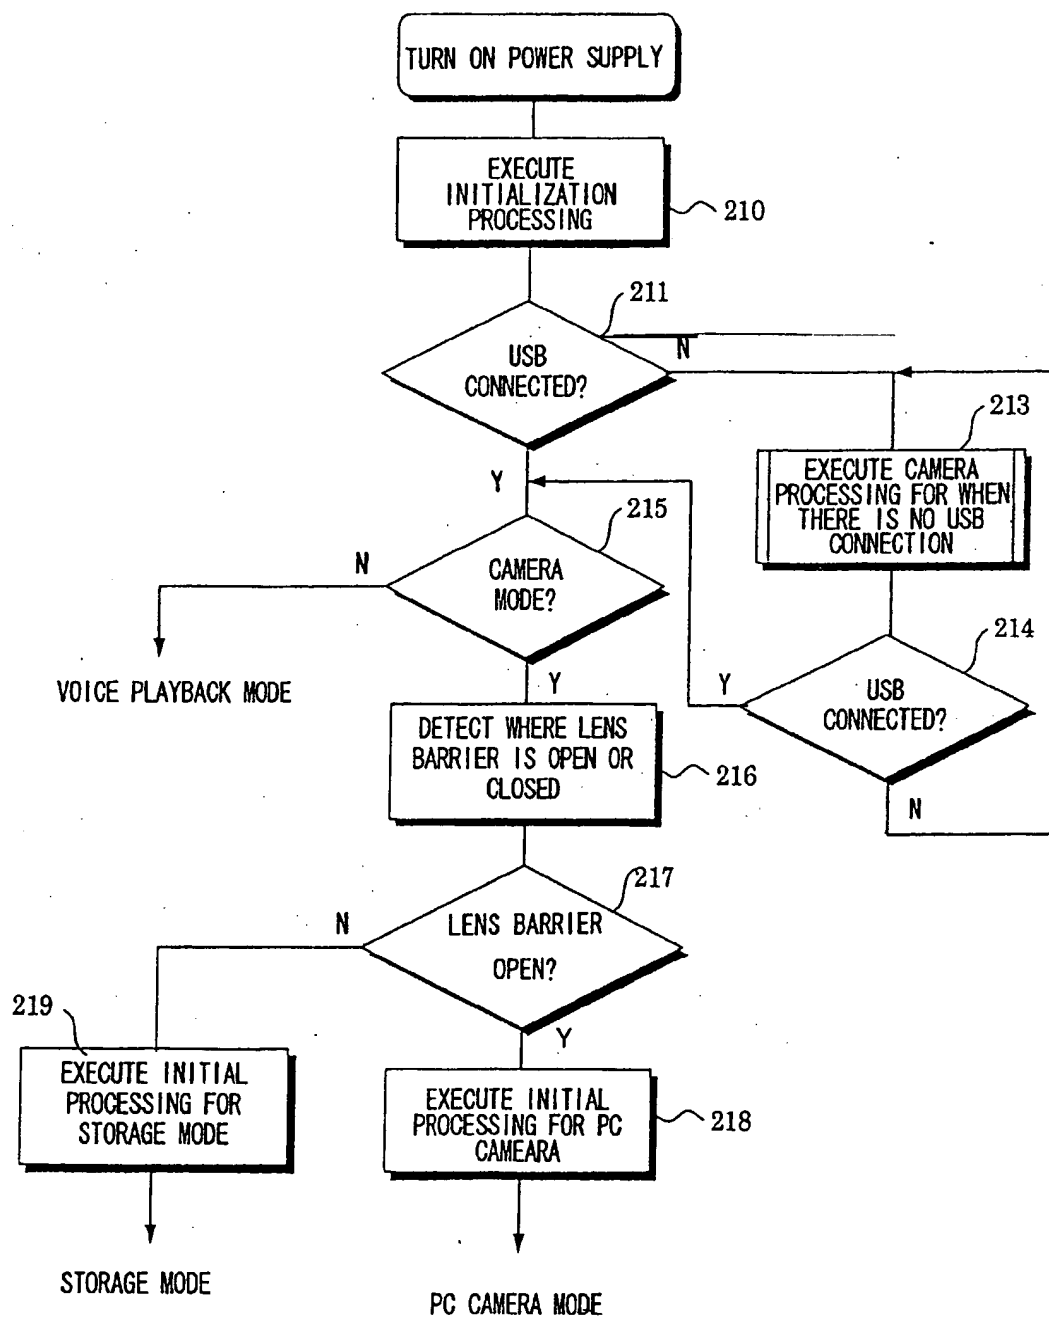 TURN ON POWER SUPPLY
EXECUTE
INITIALIZATION
PROCESSING
210
211
USB
CONNECTED?
N
Y
213
EXECUTE CAMERA
PROCESSING FOR WHEN
THERE IS NO USB
CONNECTION
215
CAMERA
MODE?
N
Y
VOICE PLAYBACK MODE
214
USB
CONNECTED?
Y
N
DETECT WHERE LENS
BARRIER IS OPEN OR
CLOSED
216
217
LENS BARRIER
OPEN?
N
Y
219
EXECUTE INITIAL
PROCESSING FOR
STORAGE MODE
EXECUTE INITIAL
PROCESSING FOR PC
CAMEARA
218
STORAGE MODE
PC CAMERA MODE